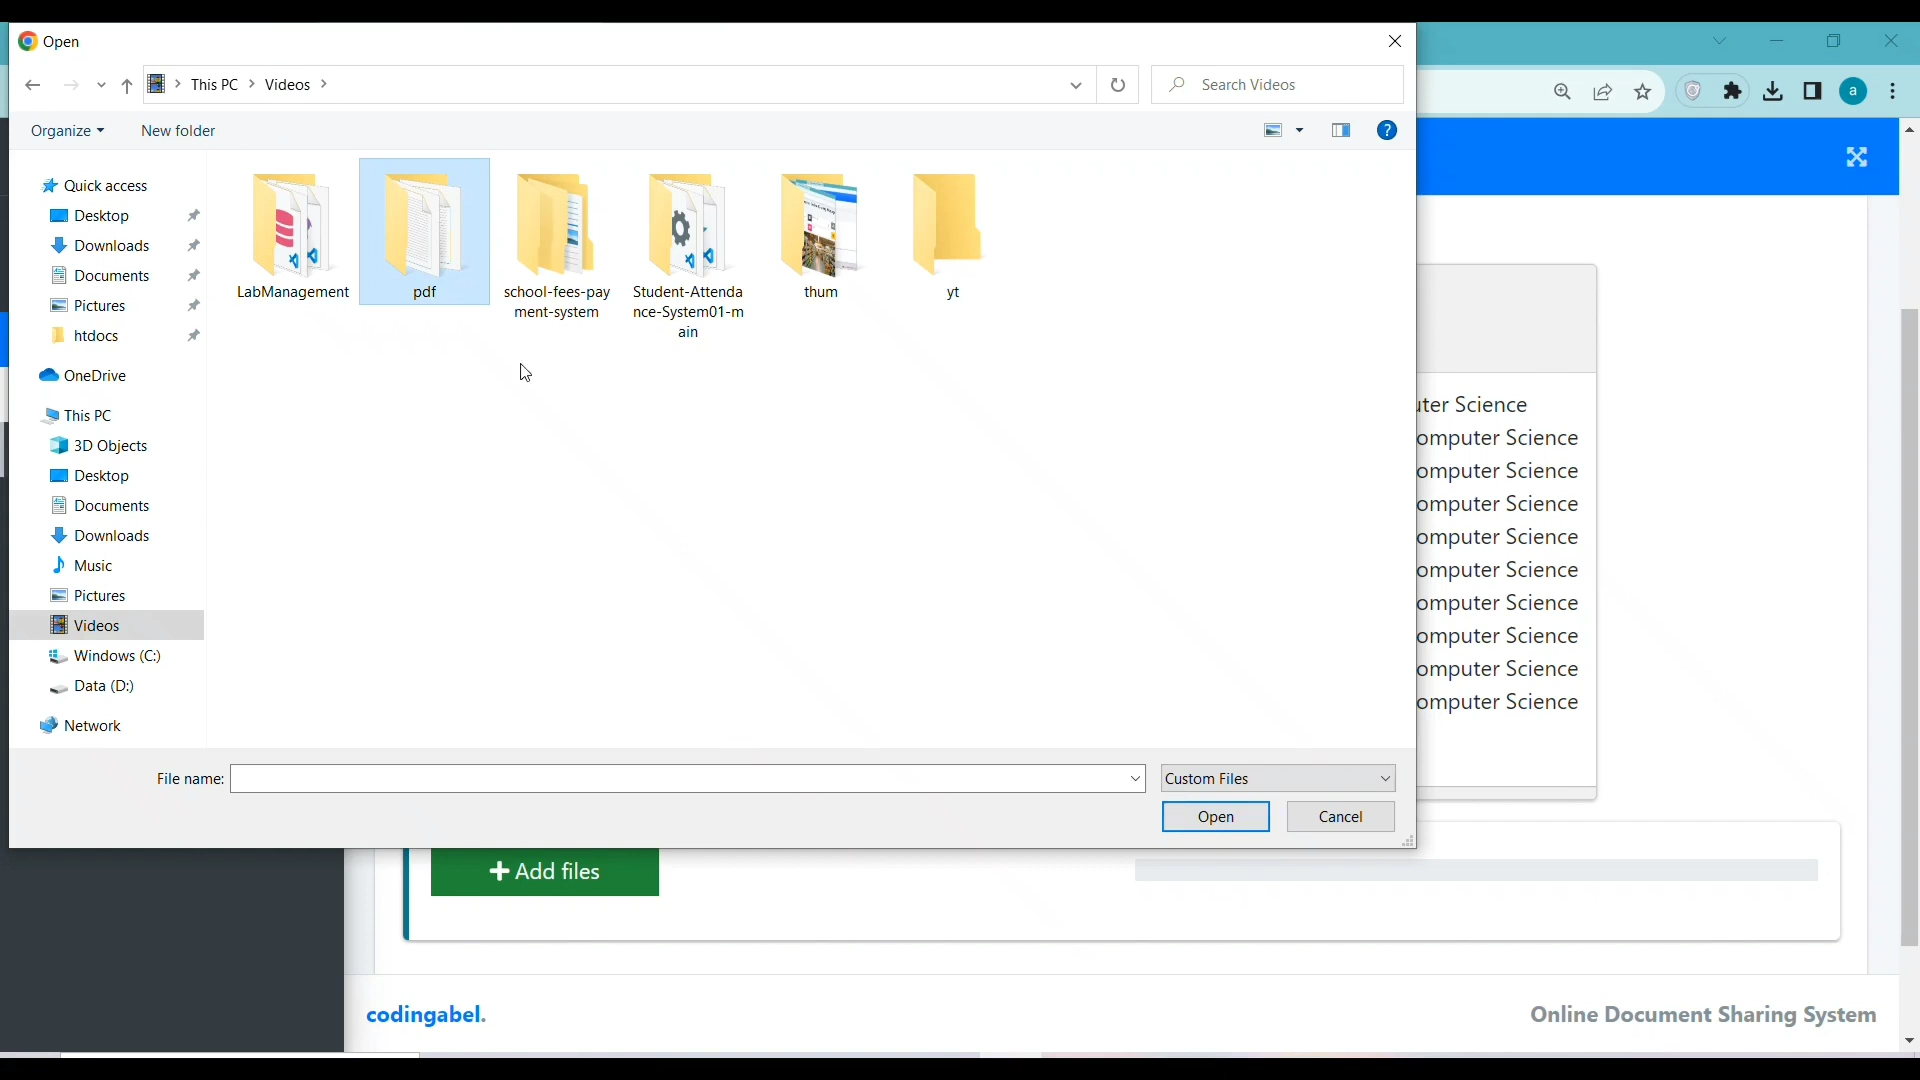 Open
This PC
Videos
Search Videos
a
Organize
New folder
?
Quick access
Desktop
Downloads
Documents
Pictures
htdocs
OneDrive
This PC
3D Objects
Desktop
Documents
Downloads
Music
Pictures
Videos
Windows (C:)
Data (D:)
Network
LabManagement
pdf
school-fees-pay
ment-system
Student-Attenda
nce-System01-m
ain
thum
yt
uter Science
omputer Science
omputer Science
omputer Science
omputer Science
omputer Science
omputer Science
omputer Science
omputer Science
omputer Science
File name:
Custom Files
Open
Cancel
Add files
codingabel.
Online Document Sharing System